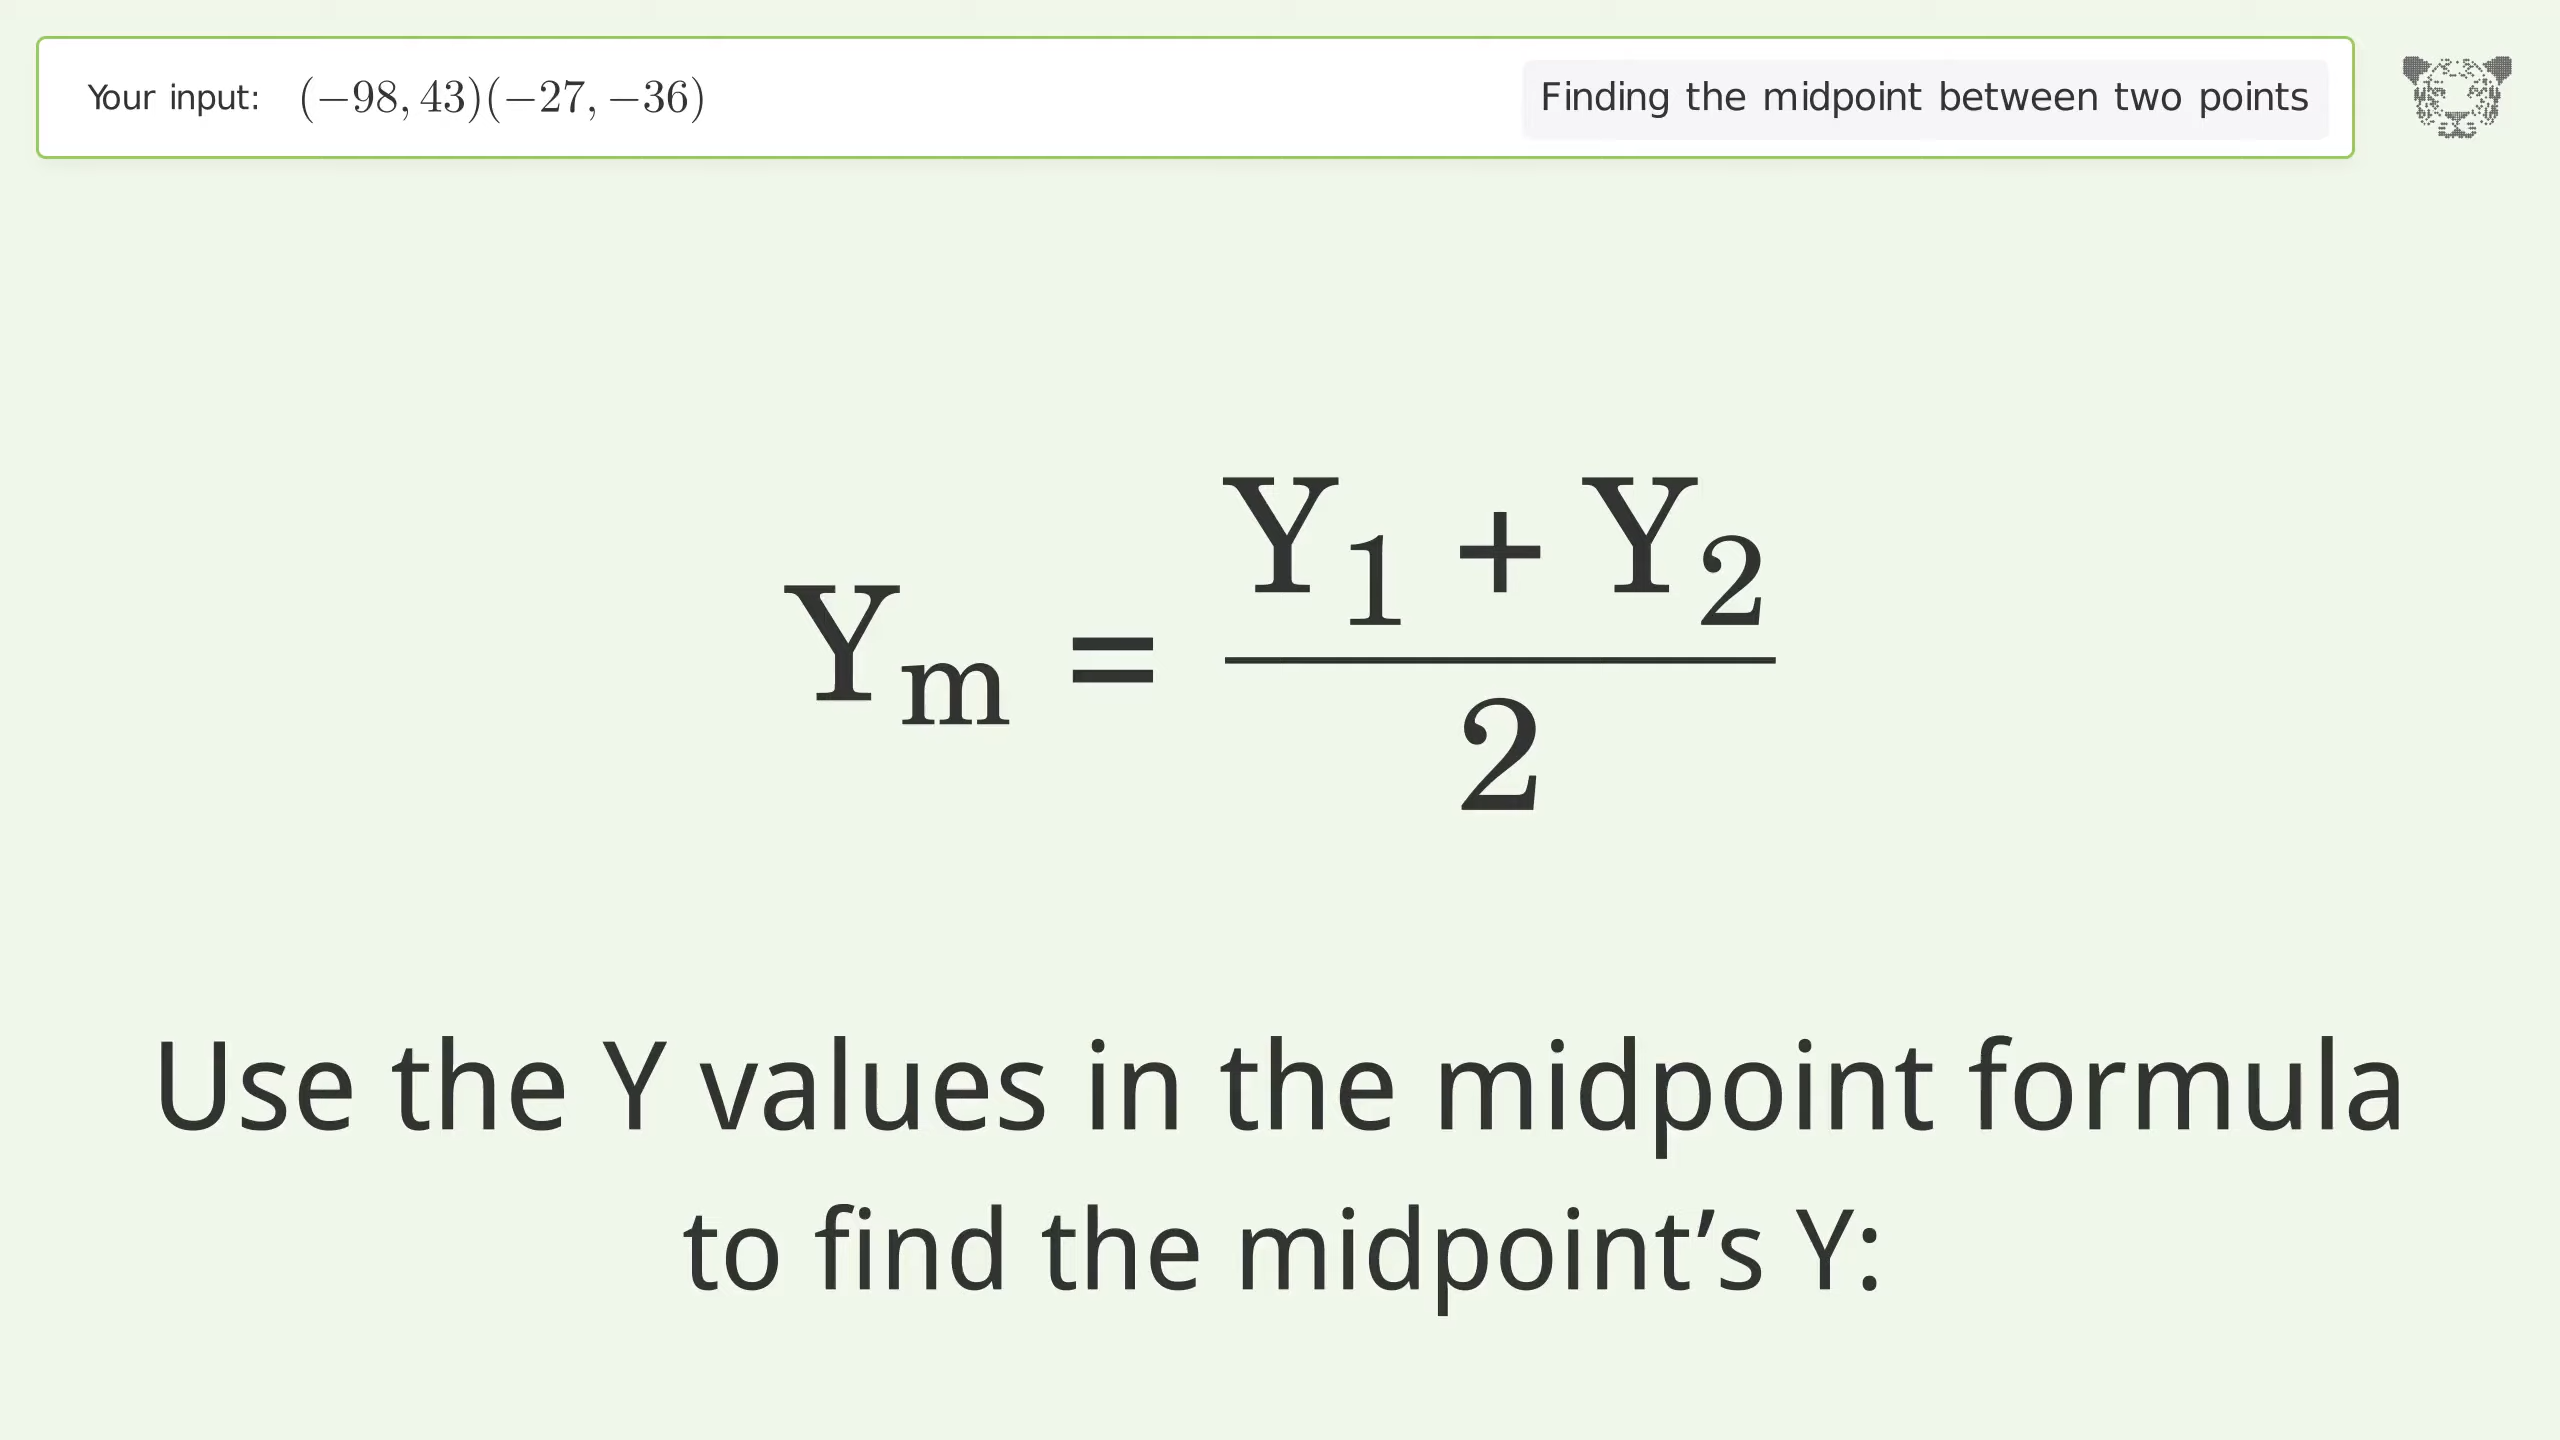 Your input: (−98, 43)(−27, −36)
Finding the midpoint between two points
Yₘ = (Y₁ + Y₂) / 2
Use the Y values in the midpoint formula
to find the midpoint’s Y: